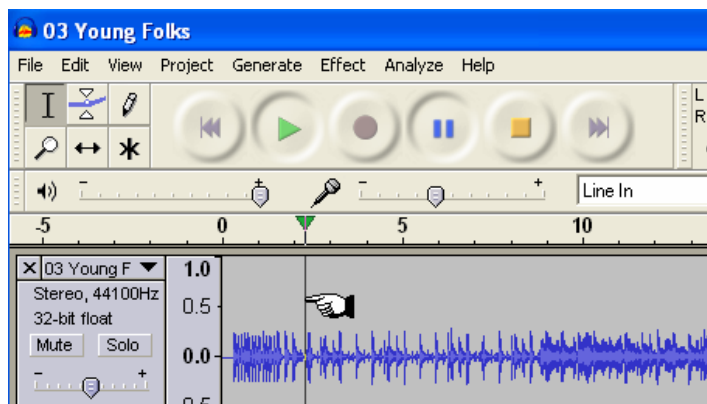 03 Young Folks
File Edit View Project Generate Effect Analyze Help
L
R
- + - + Line In
-5 0 5 10
03 Young F 1.0
Stereo, 44100Hz
0.5
32-bit float
Mute Solo
0.0
- +